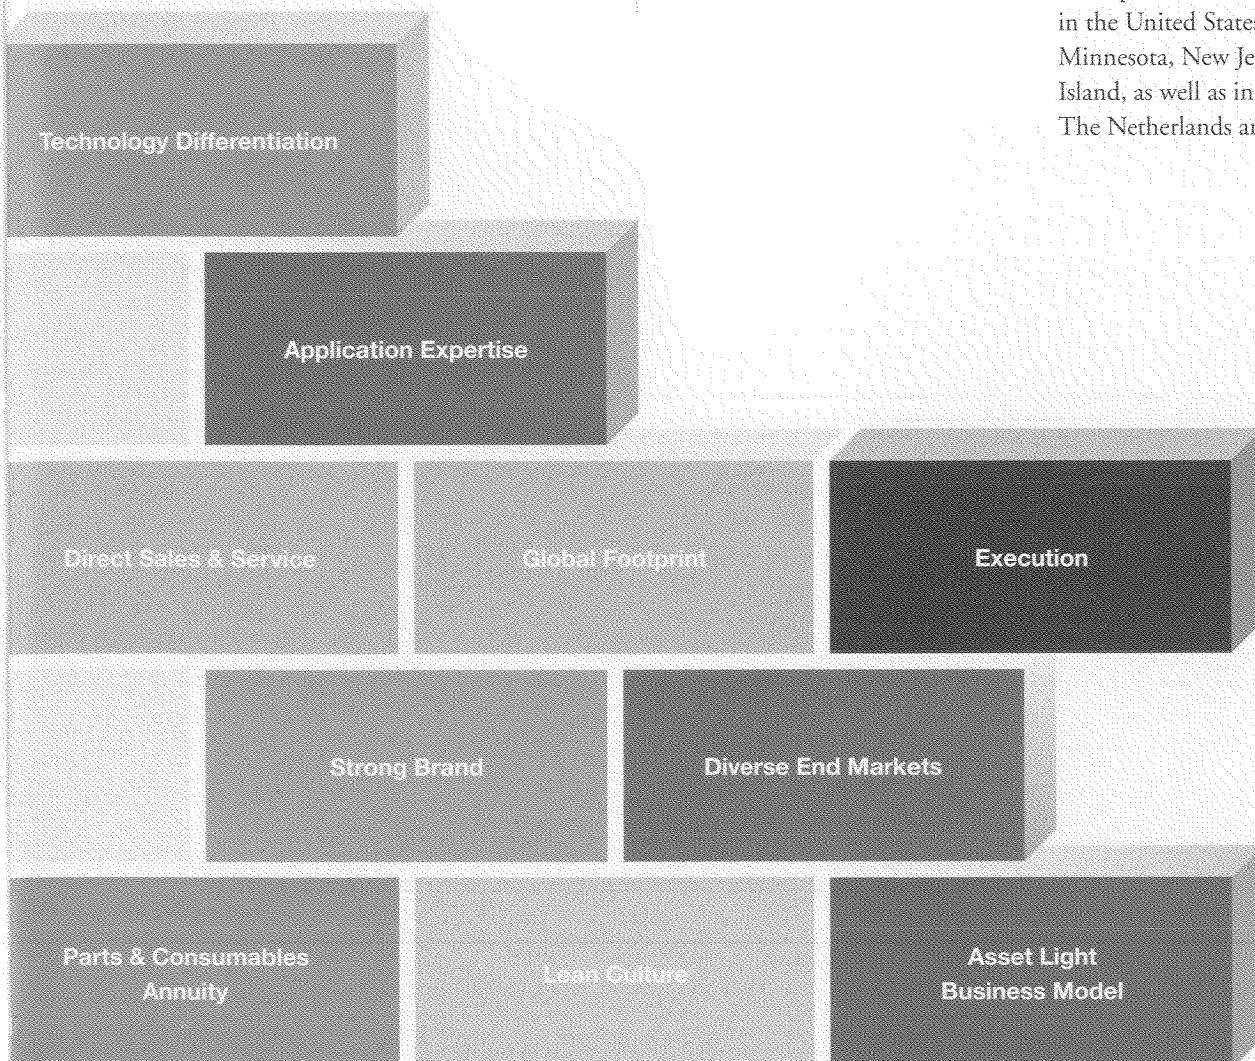 in the United States
Minnesota, New Je
Island, as well as in
The Netherlands
Technology Differentiation
Application Expertise
Direct Sales & Service
Global Footprint
Execution
Strong Brand
Diverse End Markets
Parts & Consumables
Annuity
Lean Culture
Asset Light
Business Model